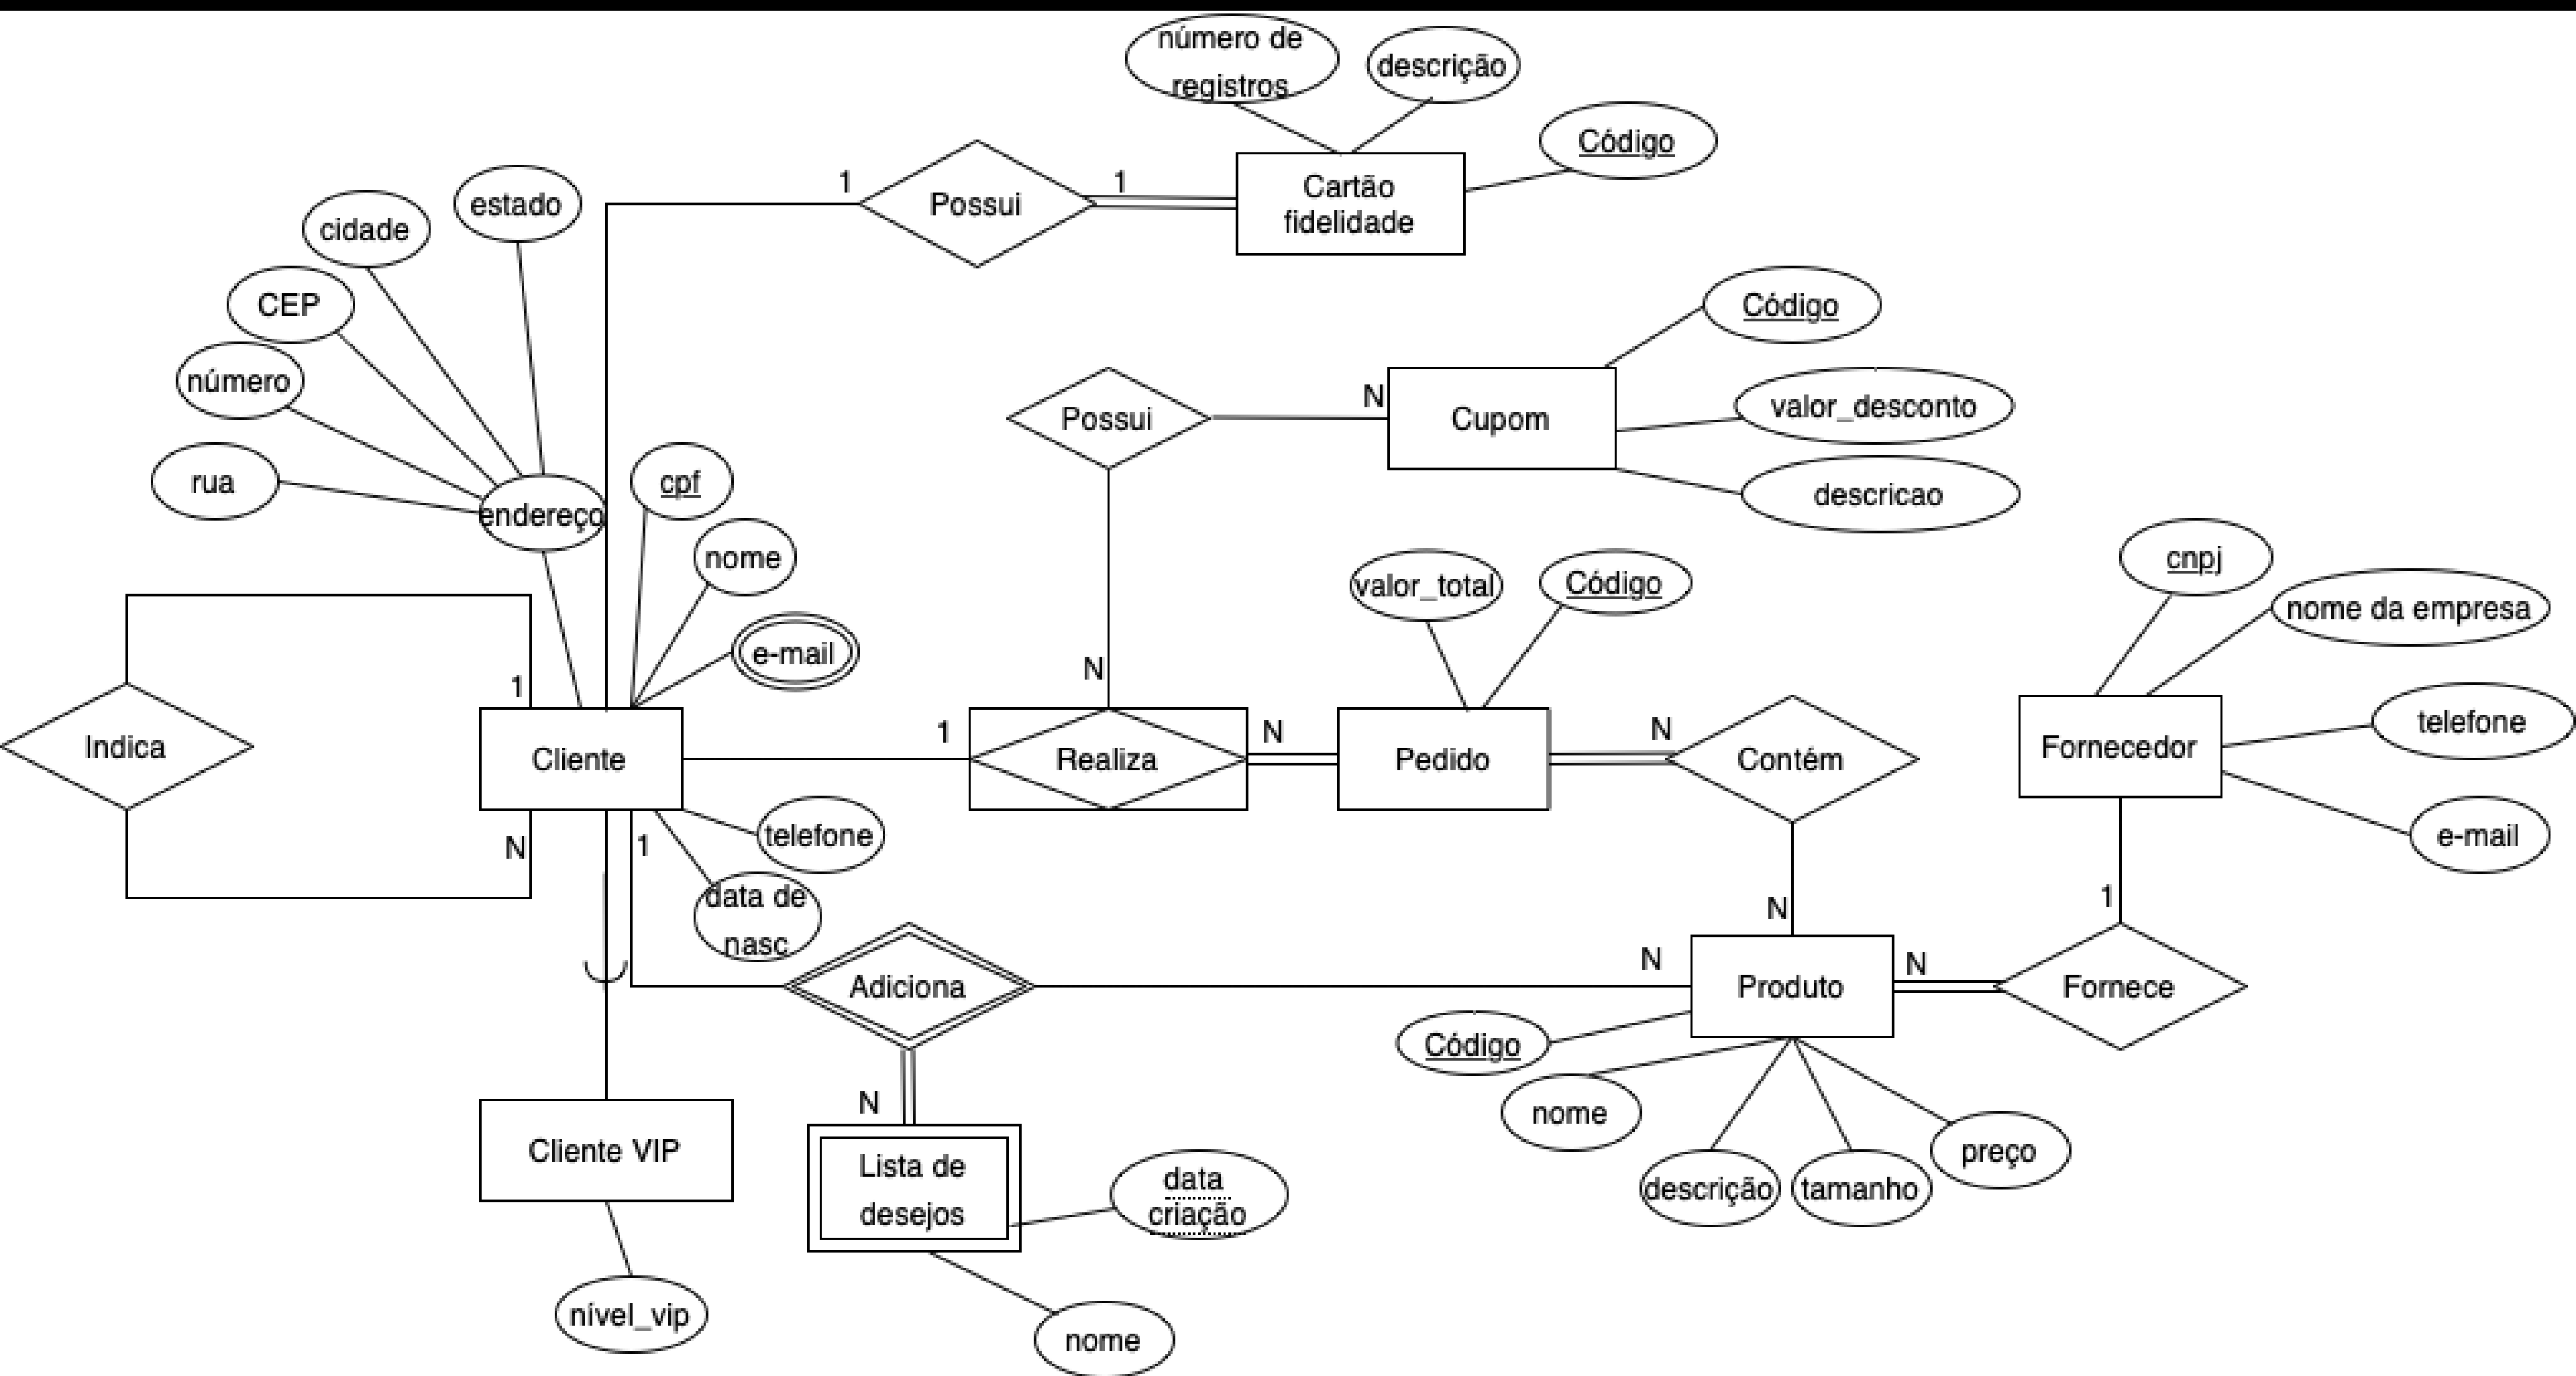 número de
registros
descrição
Código
Possui
1
1
Cartão
fidelidade
estado
cidade
CEP
número
rua
endereço
cpf
nome
e-mail
Possui
N
N
Cupom
Código
valor_desconto
descricao
Indica
1
N
Cliente
1
Realiza
N
Pedido
valor_total
Código
N
Contém
N
cnpj
nome da empresa
Fornecedor
telefone
e-mail
1
telefone
data de
nasc
1
Adiciona
N
N
Produto
N
Fornece
Código
nome
descrição
tamanho
preço
Cliente VIP
nível_vip
Lista de
desejos
data
criação
nome